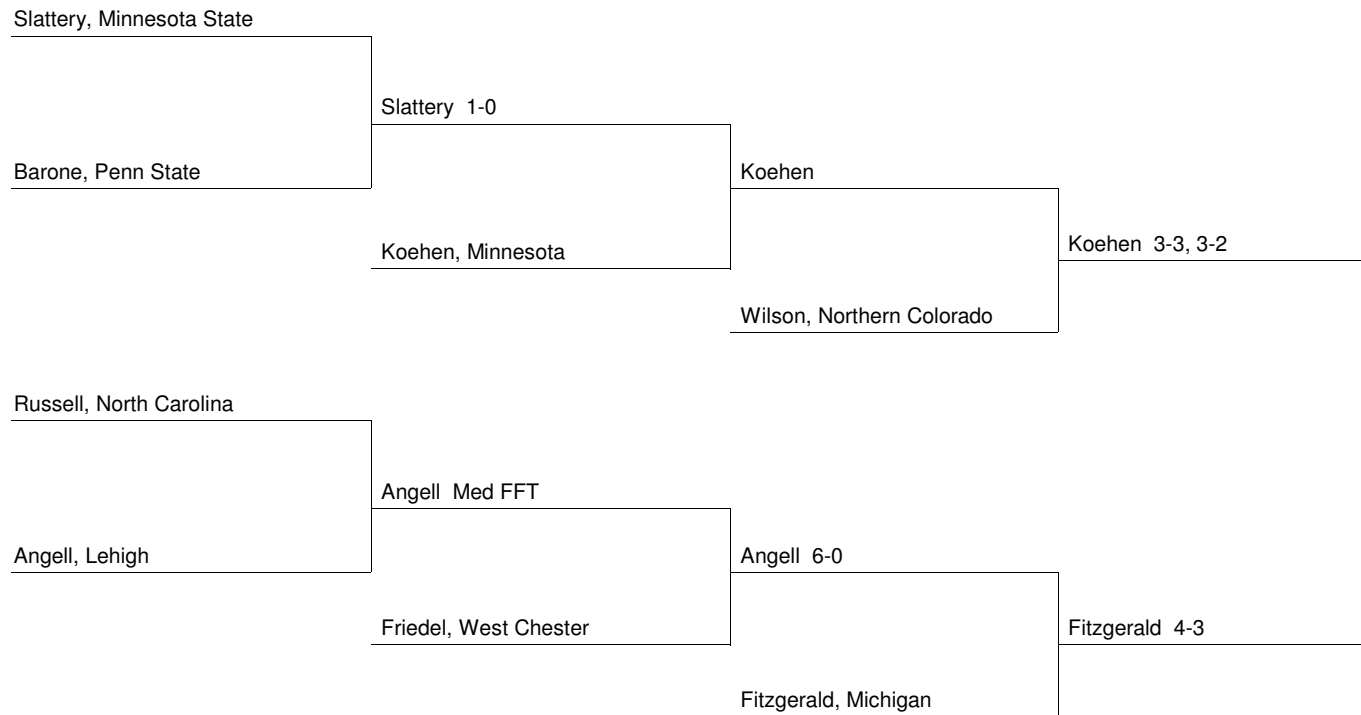 Slattery, Minnesota State
Slattery  1-0
Barone, Penn State
Koehen
Koehen, Minnesota
Koehen  3-3, 3-2
Wilson, Northern Colorado
Russell, North Carolina
Angell  Med FFT
Angell, Lehigh
Angell  6-0
Friedel, West Chester
Fitzgerald  4-3
Fitzgerald, Michigan